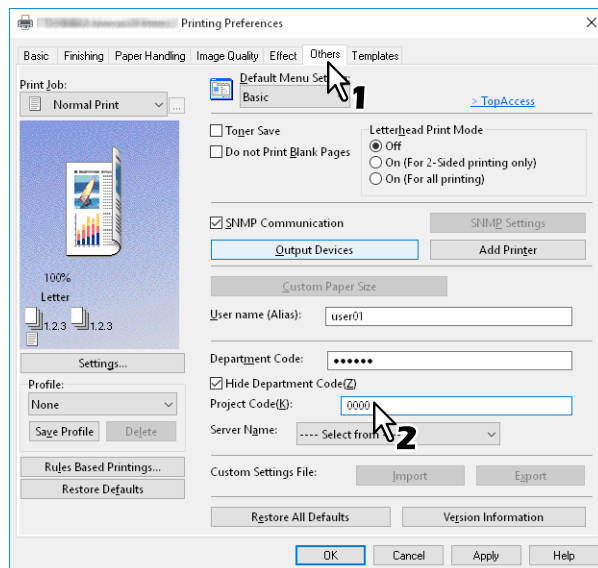 Printing Preferences
Basic Finishing Paper Handling Image Quality Effect Others Templates
Print Job:
Normal Print
...
100%
Letter
1.2.3 1.2.3
Settings...
Profile:
None
Save Profile Delete
Rules Based Printings...
Restore Defaults
Default Menu
Basic
1
> TopAccess
Toner Save
Do not Print Blank Pages
Letterhead Print Mode
Off
On (For 2-Sided printing only)
On (For all printing)
SNMP Communication SNMP Settings
Output Devices Add Printer
Custom Paper Size
User name (Alias): user01
Department Code: ●●●●●●
Hide Department Code(Z)
Project Code(K): 0000
Server Name: ---- Select from
2
Custom Settings File: Import Export
Restore All Defaults Version Information
OK Cancel Apply Help